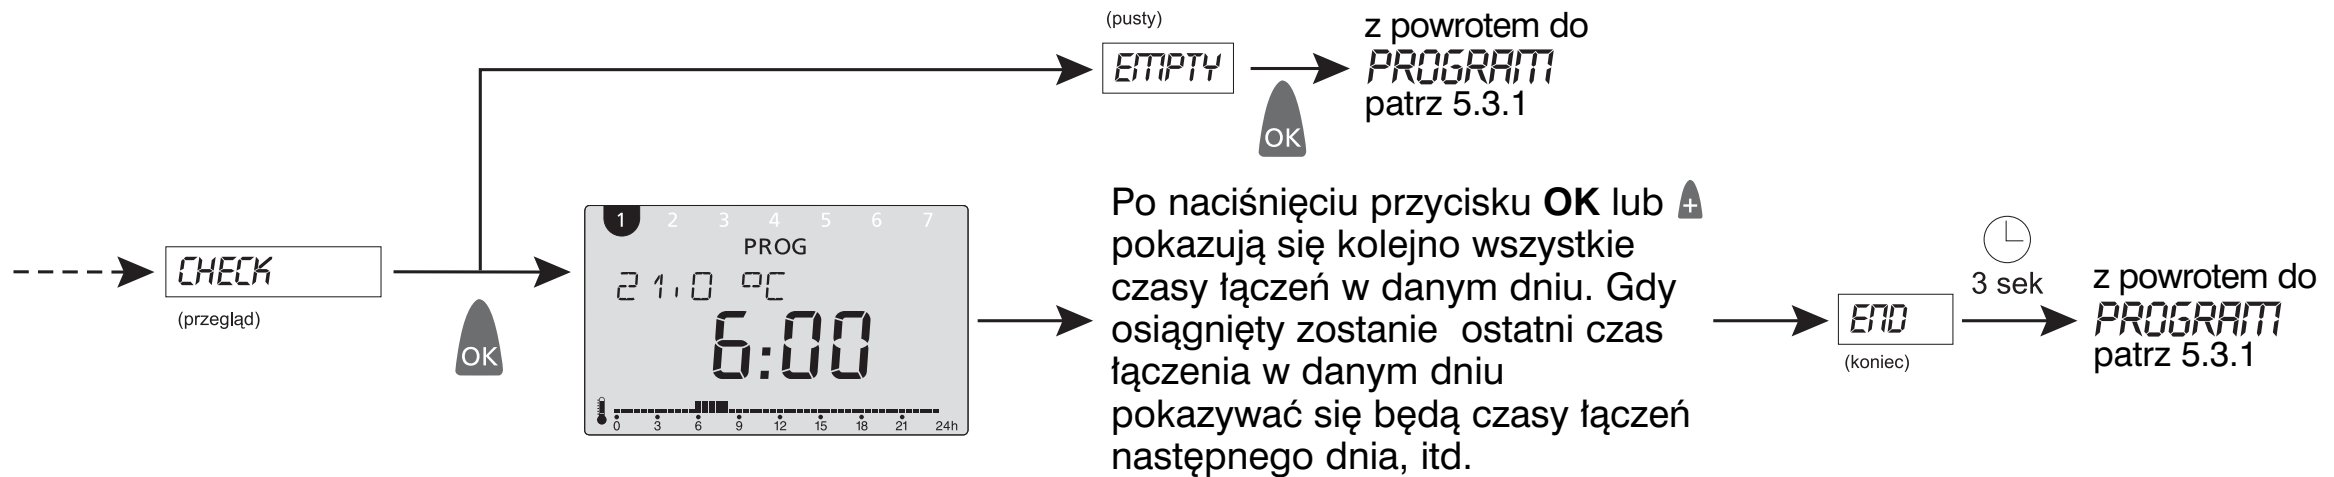 (pusty)
EMPTY
OK
z powrotem do
PROGRAM
patrz 5.3.1
CHECK
(przegląd)
OK
1 2 3 4 5 6 7
PROG
21,0 °C
6:00
0 3 6 9 12 15 18 21 24h
Po naciśnięciu przycisku OK lub +
pokazują się kolejno wszystkie
czasy łączeń w danym dniu. Gdy
osiągnięty zostanie ostatni czas
łączenia w danym dniu
pokazywać się będą czasy łączeń
następnego dnia, itd.
END
(koniec)
3 sek
z powrotem do
PROGRAM
patrz 5.3.1